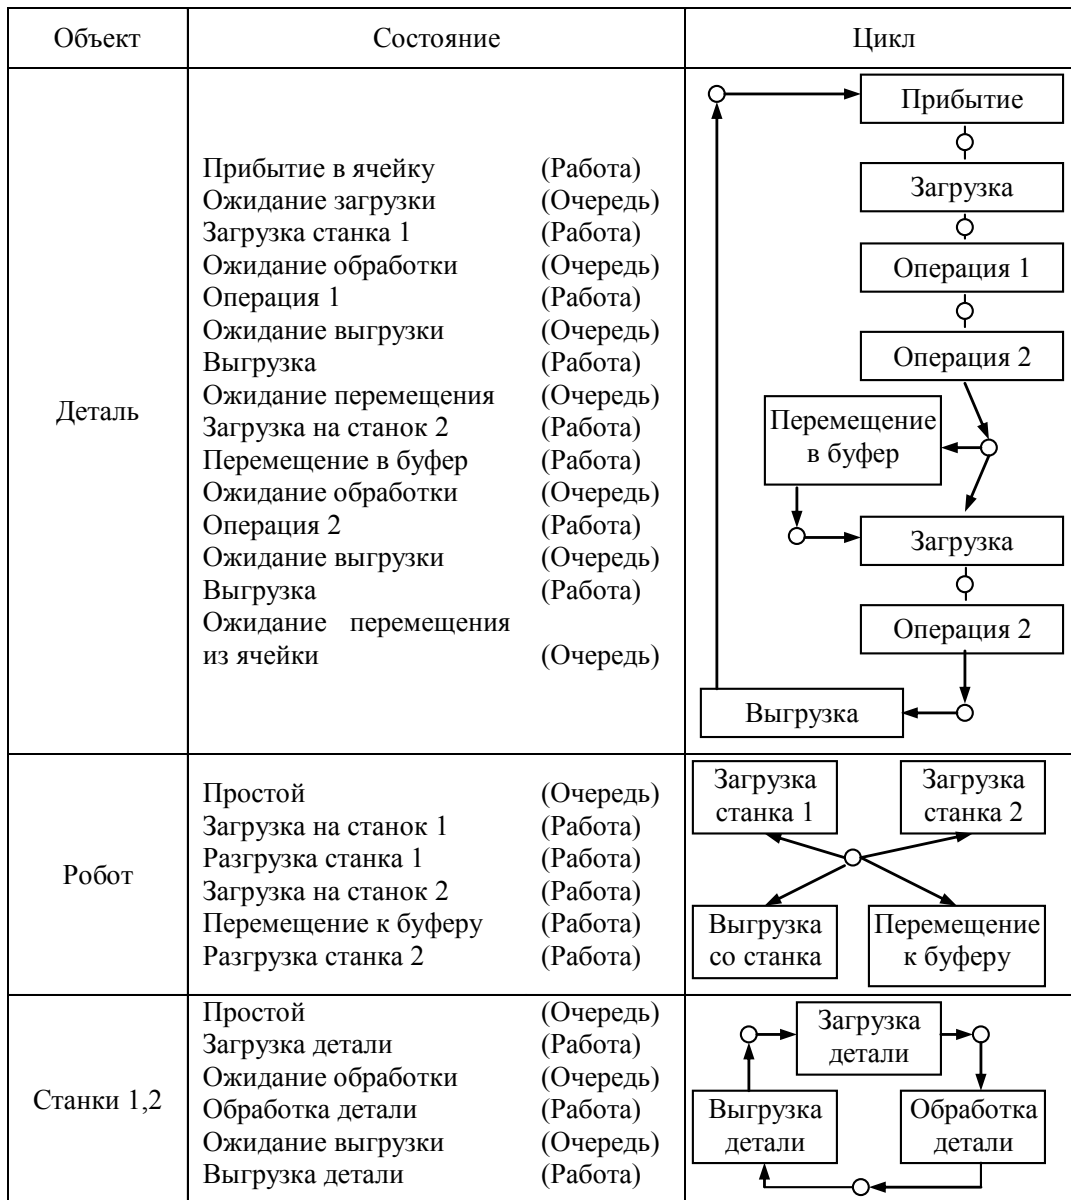 Объект Состояние Цикл
Деталь
Прибытие в ячейку (Работа)
Ожидание загрузки (Очередь)
Загрузка станка 1 (Работа)
Ожидание обработки (Очередь)
Операция 1 (Работа)
Ожидание выгрузки (Очередь)
Выгрузка (Работа)
Ожидание перемещения (Очередь)
Загрузка на станок 2 (Работа)
Перемещение в буфер (Работа)
Ожидание обработки (Очередь)
Операция 2 (Работа)
Ожидание выгрузки (Очередь)
Выгрузка (Работа)
Ожидание перемещения
из ячейки (Очередь)
Прибытие
Загрузка
Операция 1
Операция 2
Перемещение
в буфер
Загрузка
Операция 2
Выгрузка
Робот
Простой (Очередь)
Загрузка на станок 1 (Работа)
Разгрузка станка 1 (Работа)
Загрузка на станок 2 (Работа)
Перемещение к буферу (Работа)
Разгрузка станка 2 (Работа)
Загрузка
станка 1
Загрузка
станка 2
Выгрузка
со станка
Перемещение
к буферу
Станки 1,2
Простой (Очередь)
Загрузка детали (Работа)
Ожидание обработки (Очередь)
Обработка детали (Работа)
Ожидание выгрузки (Очередь)
Выгрузка детали (Работа)
Загрузка
детали
Выгрузка
детали
Обработка
детали